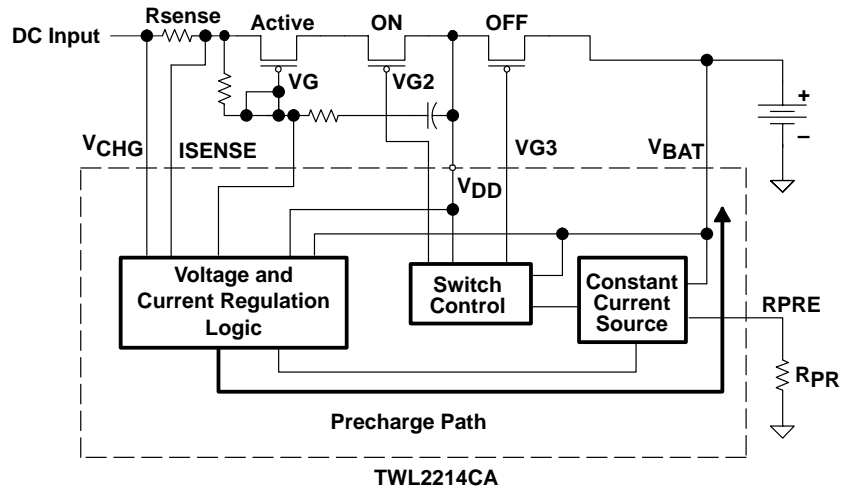 Rsense Active ON OFF
DC Input
VG VG2
+
−
VCHG ISENSE VG3 VBAT
VDD
Voltage and
Current Regulation
Logic
Switch
Control
Constant
Current
Source
RPRE
RPR
Precharge Path
TWL2214CA